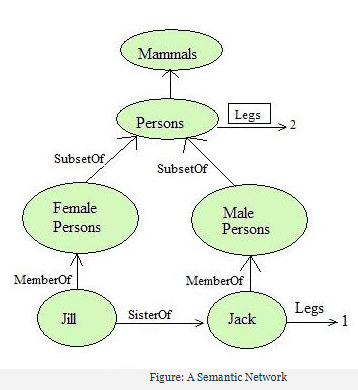 Mammals
Persons
Legs
2
SubsetOf
SubsetOf
Female
Persons
Male
Persons
MemberOf
MemberOf
Jill
SisterOf
Jack
Legs
1
Figure: A Semantic Network